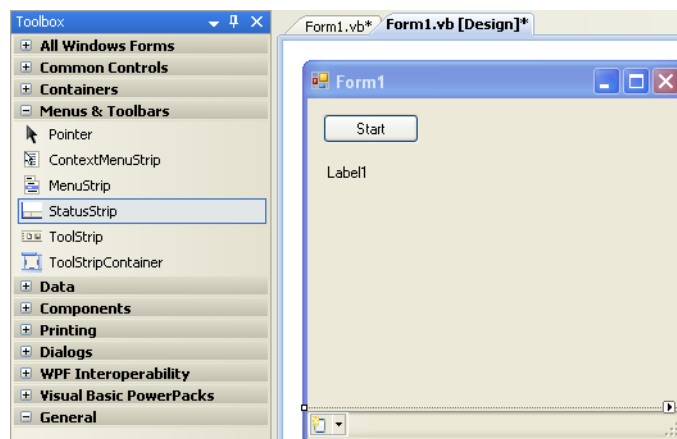 Toolbox
All Windows Forms
Common Controls
Containers
Menus & Toolbars
Pointer
ContextMenuStrip
MenuStrip
StatusStrip
ToolStrip
ToolStripContainer
Data
Components
Printing
Dialogs
WPF Interoperability
Visual Basic PowerPacks
General
Form1.vb* Form1.vb [Design]*
Form1
Start
Label1